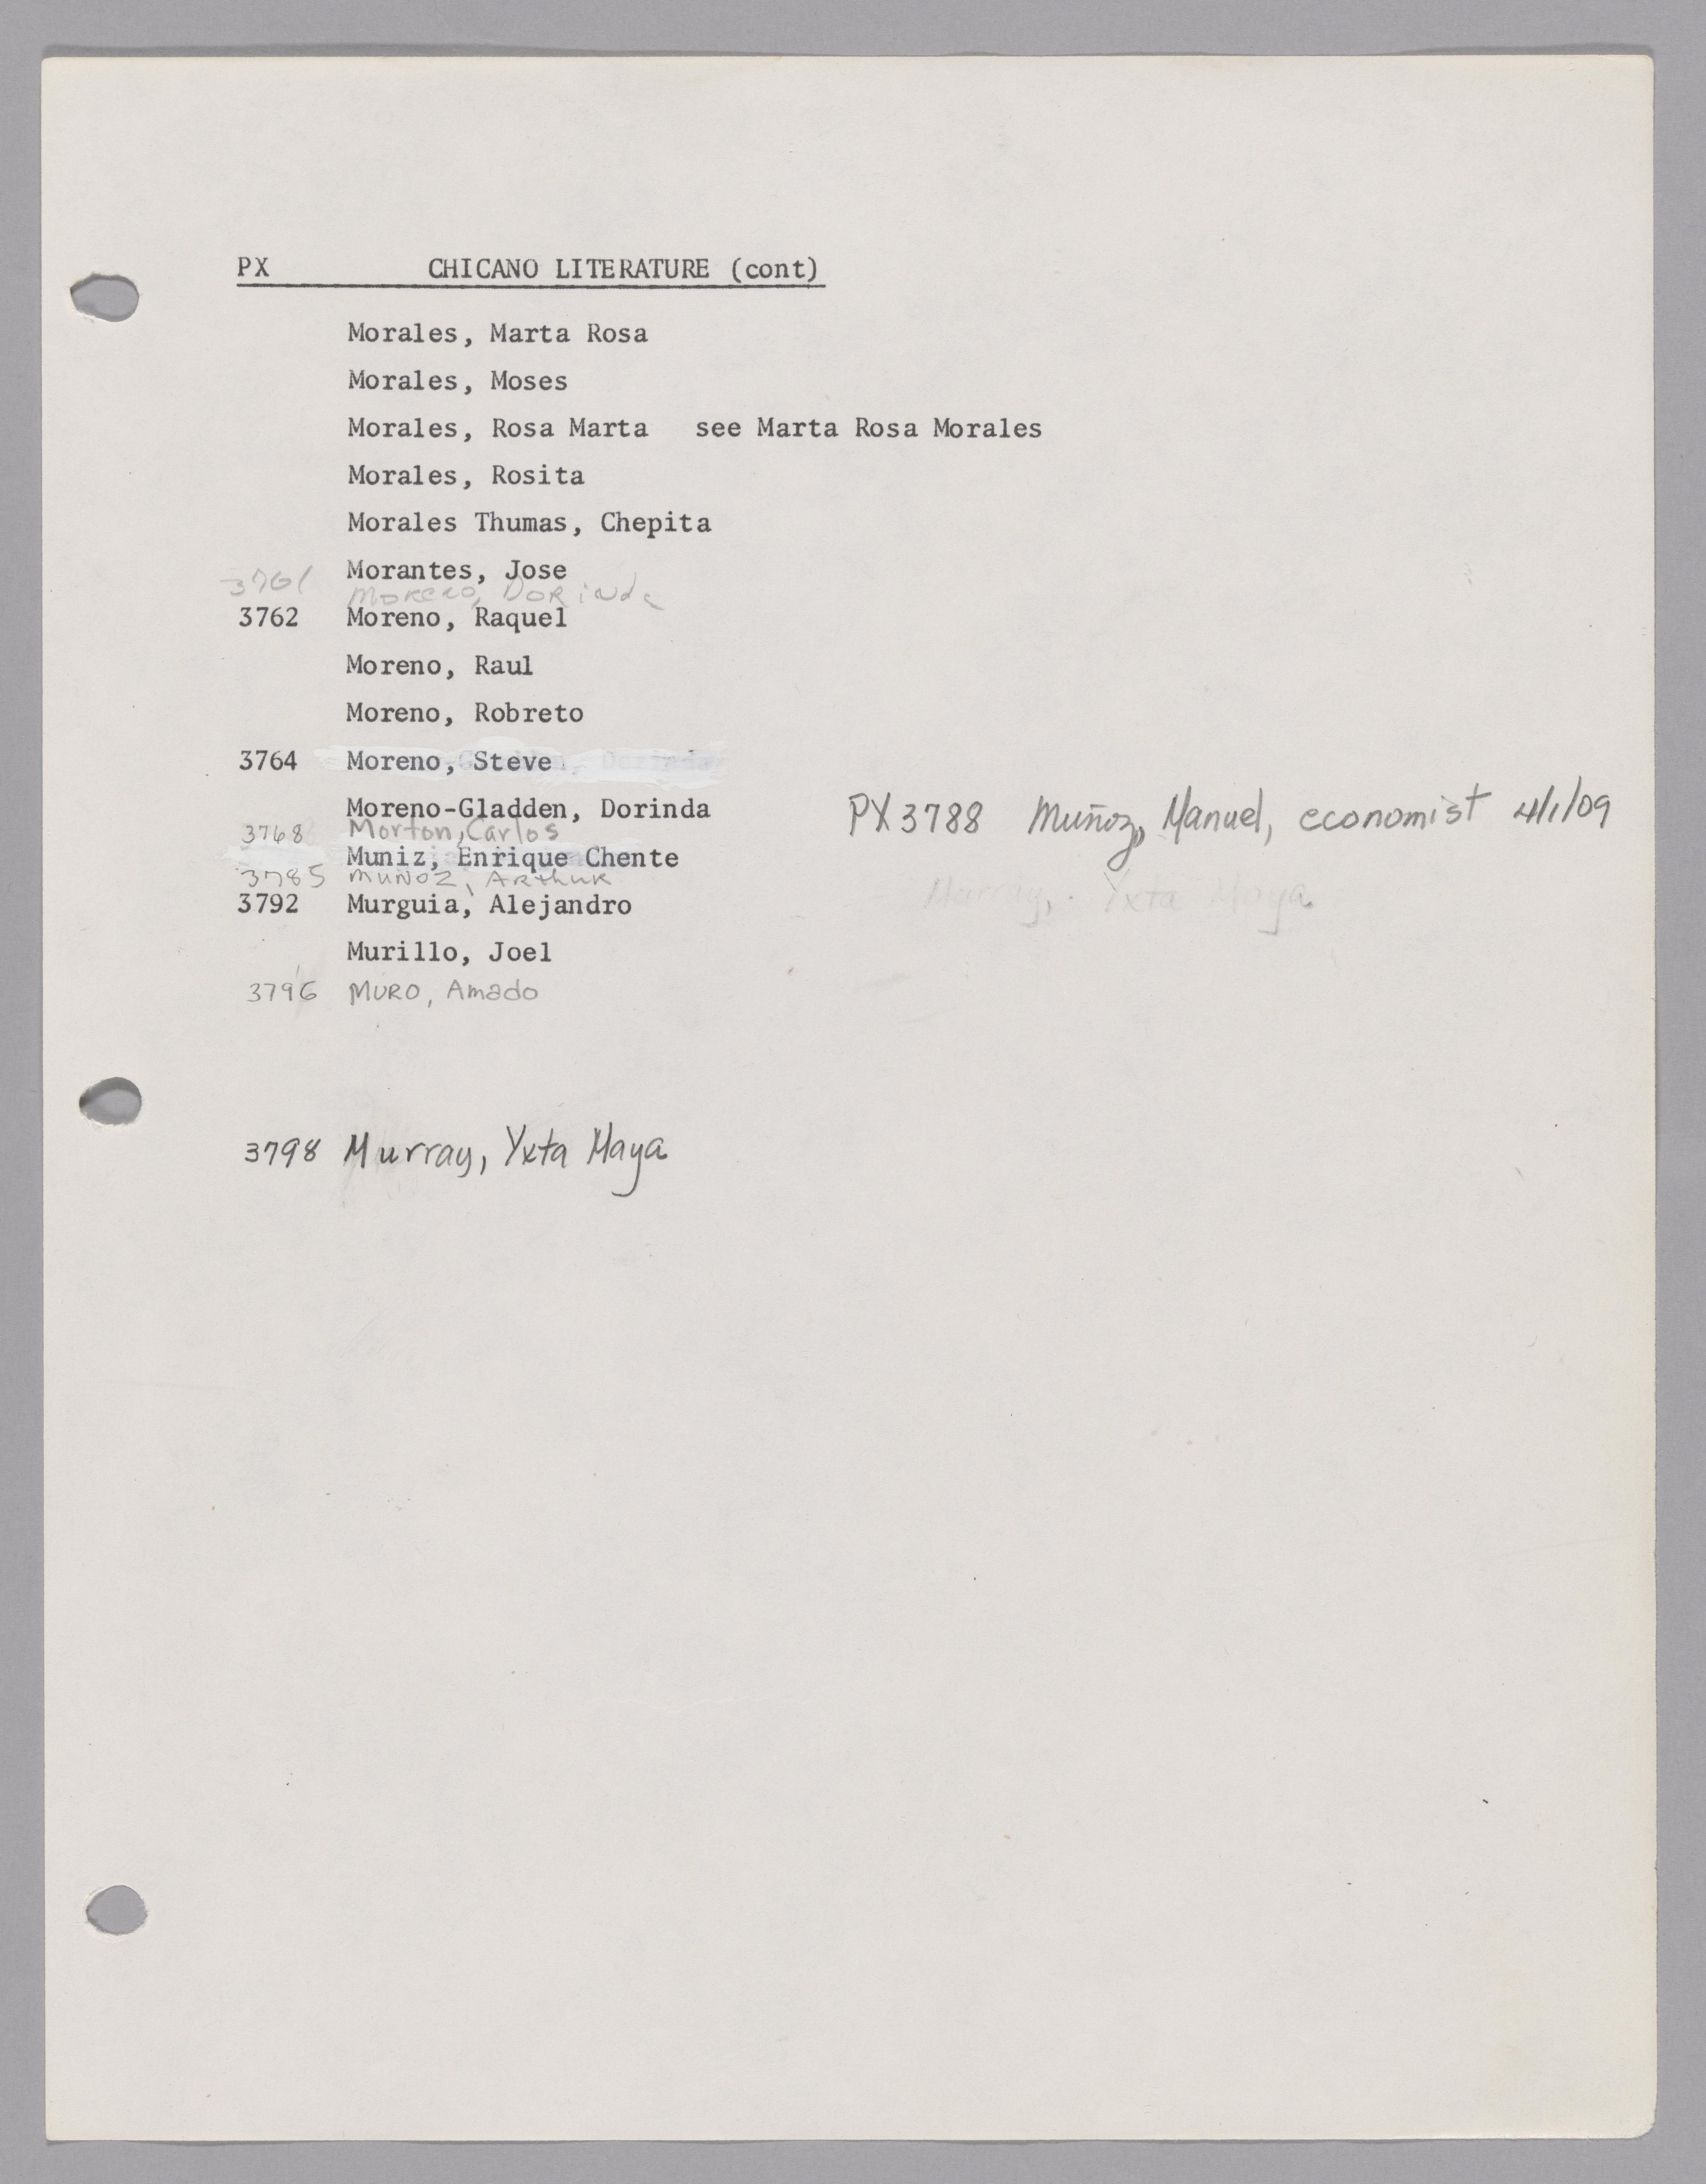 PX CHICANO LITERATURE (cont)
Morales, Marta Rosa
Morales, Moses
Morales, Rosa Marta see Marta Rosa Morales
Morales, Rosita
Morales Thumas, Chepita
Morantes, Jose
3761 Moreno, Dorinda
3762 Moreno, Raquel
Moreno, Raul
Moreno, Robreto
3764 Moreno, Steve
Moreno-Gladden, Dorinda
3768 Morton, Carlos
PX 3788 Muñoz, Manuel, economist 4/1/09
Muniz, Enrique Chente
3785 MUNOZ, ARTHUR
Murray, Yxta Maya
3792 Murguia, Alejandro
Murillo, Joel
3796 MURO, Amado
3798 Murray, Yxta Maya